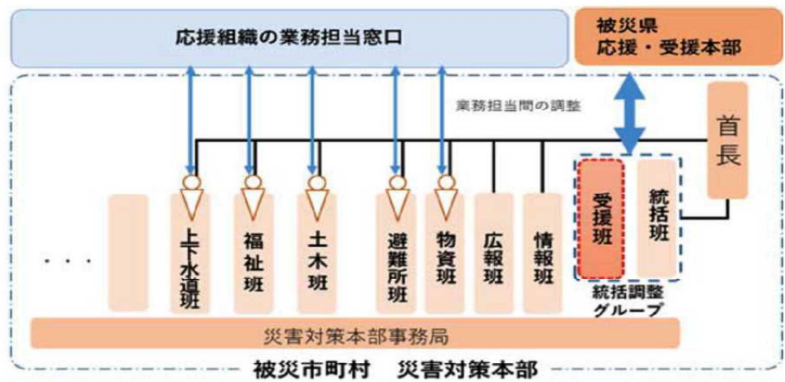 応援組織の業務担当窓口
被災県
応援・受援本部
業務担当間の調整
首長
・・・
上下水道班
福祉班
土木班
避難所班
物資班
広報班
情報班
受援班
統括班
統括調整
グループ
災害対策本部事務局
被災市町村 災害対策本部